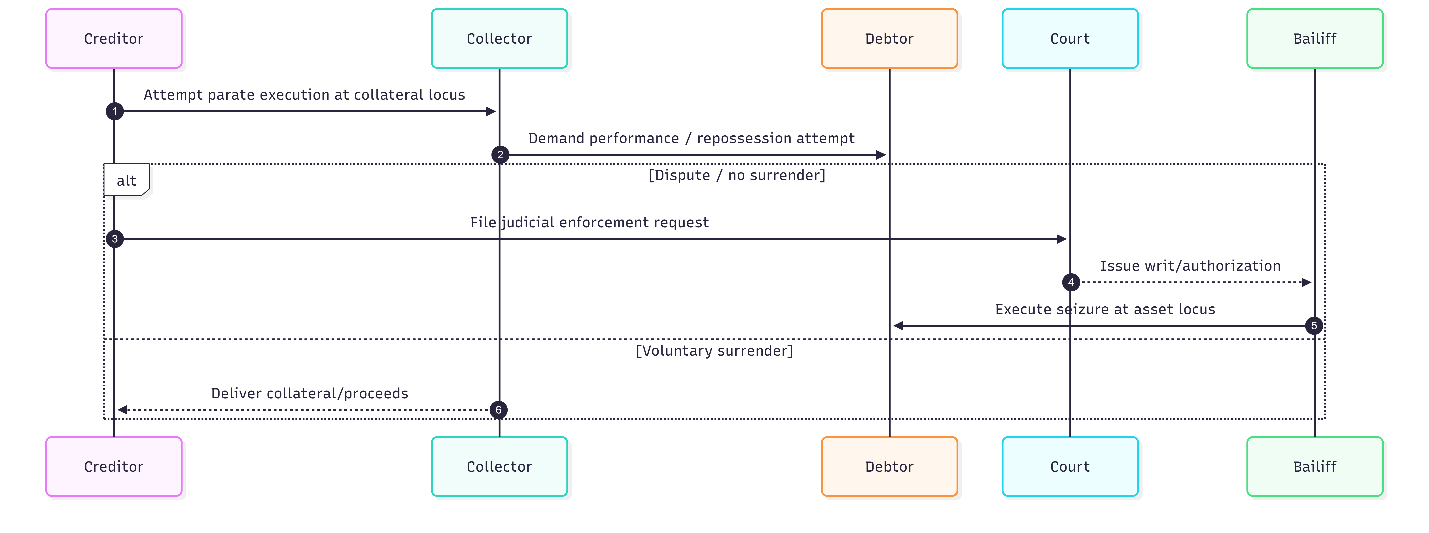 Creditor
Collector
Debtor
Court
Bailiff
Attempt parate execution at collateral locus
1
Demand performance / repossession attempt
2
alt
[Dispute / no surrender]
File judicial enforcement request
3
Issue writ/authorization
4
Execute seizure at asset locus
5
[Voluntary surrender]
Deliver collateral/proceeds
6
Creditor
Collector
Debtor
Court
Bailiff